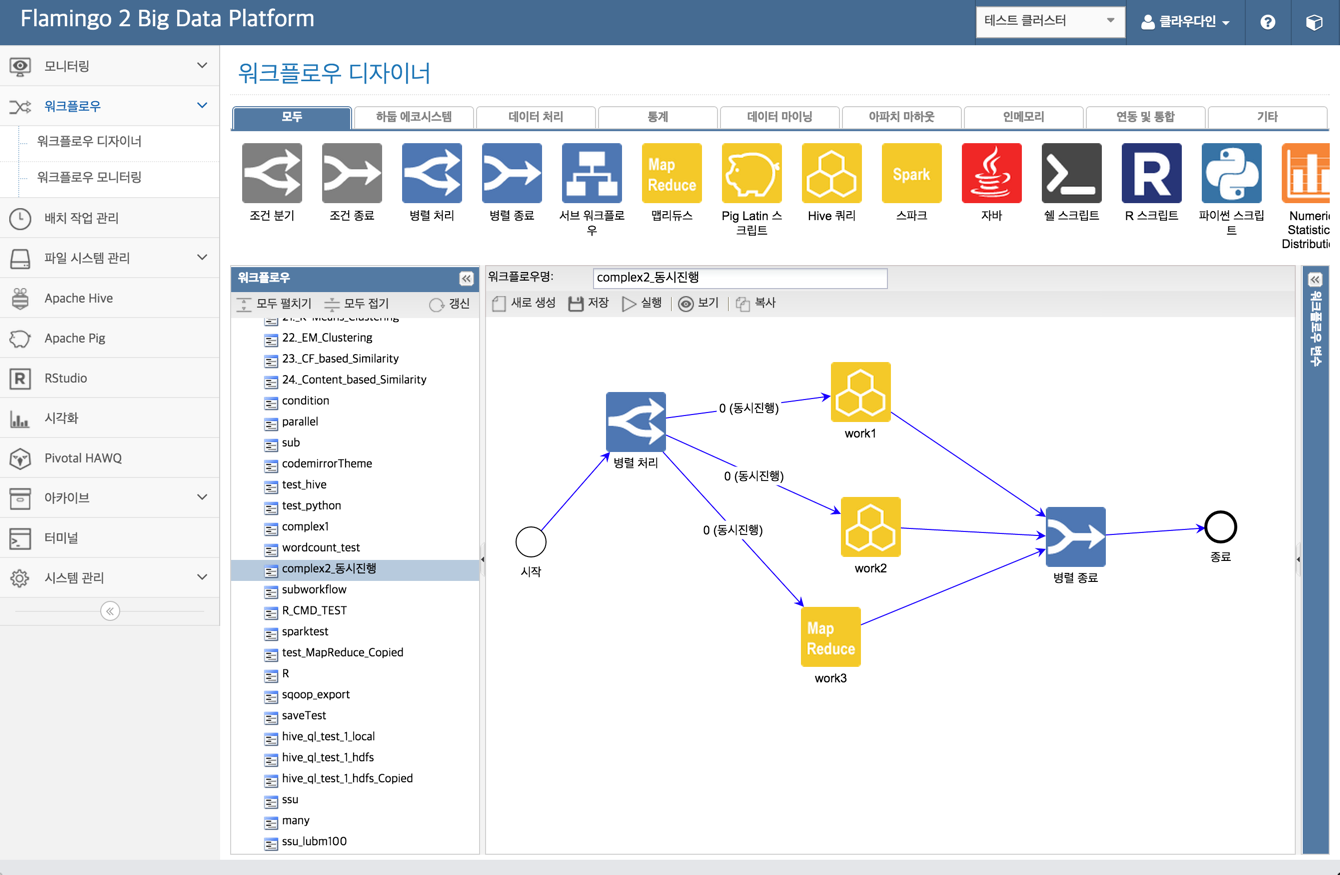 Flamingo 2 Big Data Platform
테스트 클러스터
클라우다인
모니터링
워크플로우
워크플로우 디자이너
워크플로우 모니터링
배치 작업 관리
파일 시스템 관리
Apache Hive
Apache Pig
R
RStudio
시각화
Pivotal HAWQ
아카이브
터미널
시스템 관리
워크플로우 디자이너
모두
하둡 에코시스템
데이터 처리
통계
데이터 마이닝
아파치 마하웃
인메모리
연동 및 통합
기타
조건 분기
조건 종료
병렬 처리
병렬 종료
서브 워크플로
우
Map
Reduce
맵리듀스
Pig Latin 스
크립트
Hive 쿼리
Spark
스파크
자바
쉘 스크립트
R
R 스크립트
파이썬 스크립
트
Numeric
Statistic
Distributio
워크플로우
모두 펼치기
모두 접기
갱신
21._K-Means_Clustering
22._EM_Clustering
23._CF_based_Similarity
24._Content_based_Similarity
condition
parallel
sub
codemirrorTheme
test_hive
test_python
complex1
wordcount_test
complex2_동시진행
subworkflow
R_CMD_TEST
sparktest
test_MapReduce_Copied
R
sqoop_export
saveTest
hive_ql_test_1_local
hive_ql_test_1_hdfs
hive_ql_test_1_hdfs_Copied
ssu
many
ssu_lubm100
워크플로우명:
complex2_동시진행
새로 생성
저장
실행
보기
복사
시작
병렬 처리
0 (동시진행)
0 (동시진행)
0 (동시진행)
work1
work2
Map
Reduce
work3
병렬 종료
종료
워크플로우 변수